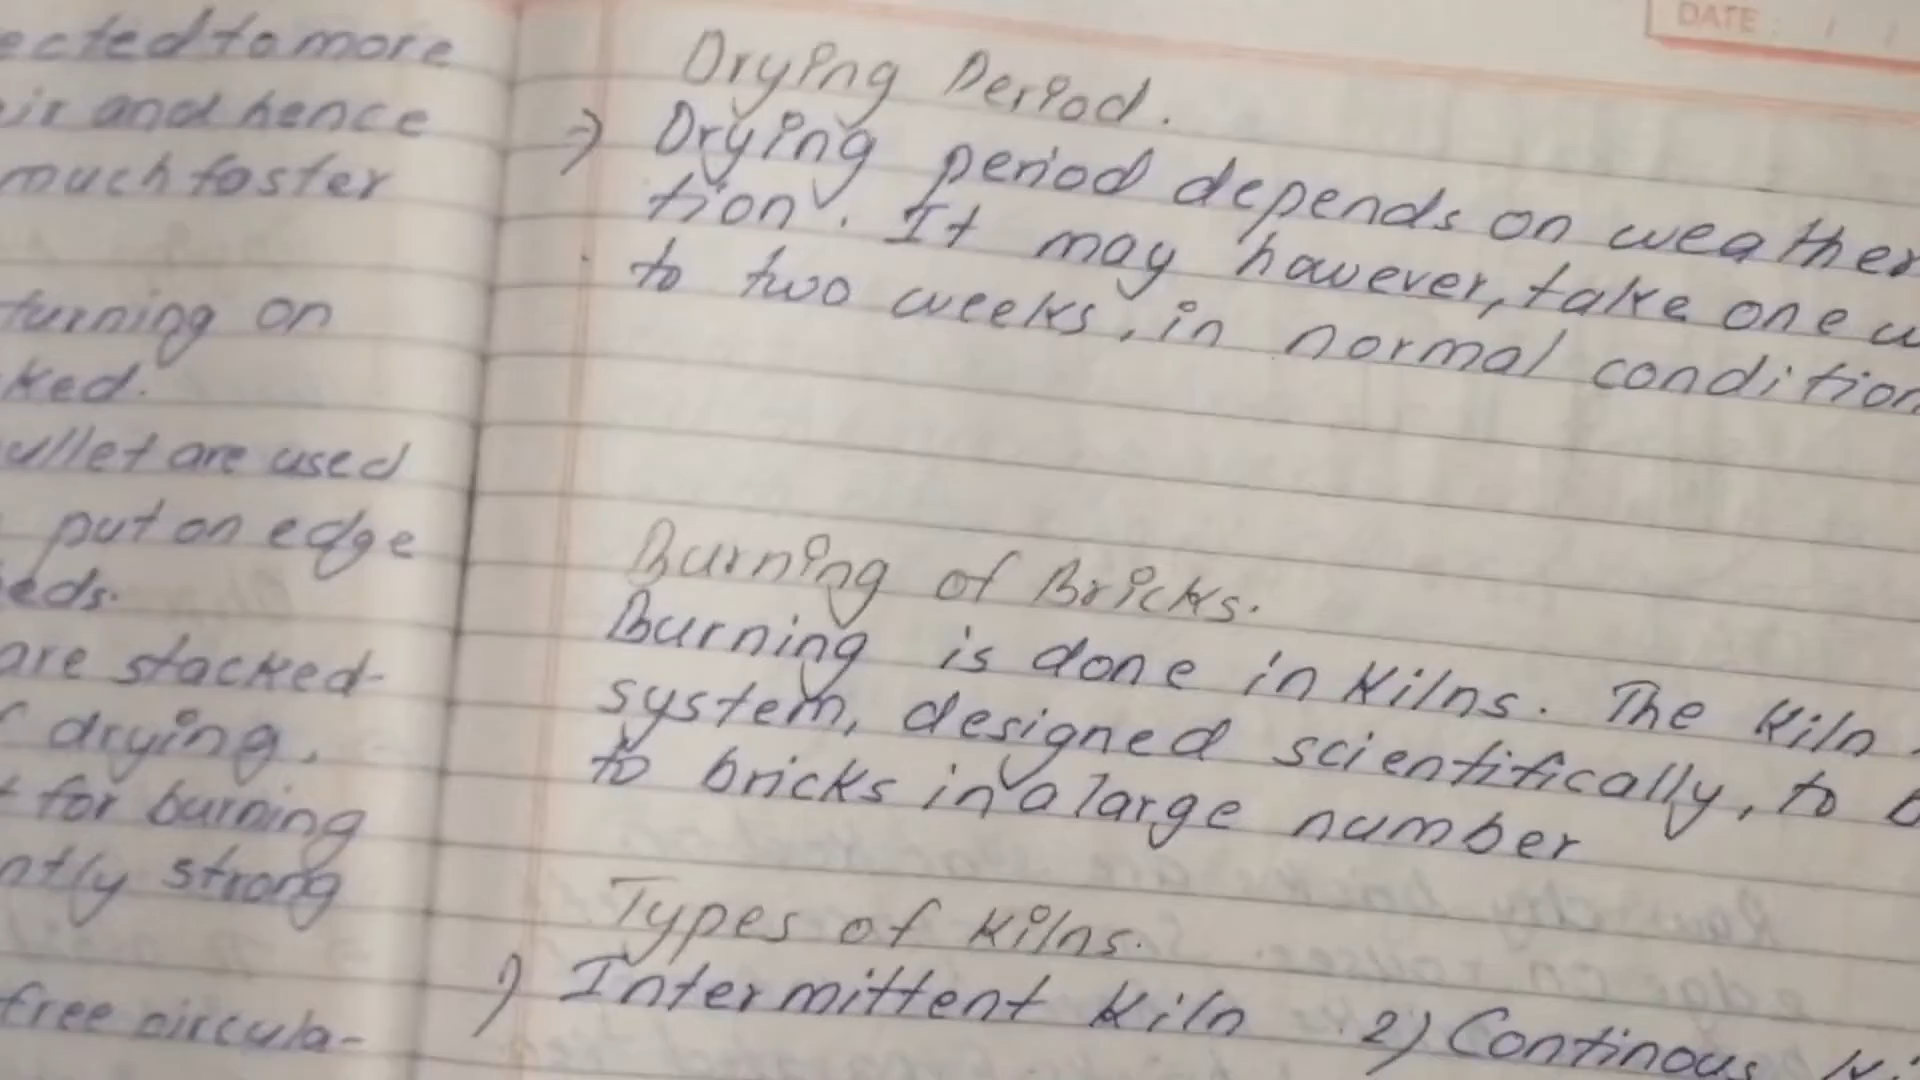 ected to more
ir and hence
much faster
turning on
ked.
ullet are used
put on edge
eds.
are stacked-
drying.
for burning
ntly strong
free circula-
DATE : / /
Drying Period.
=> Drying period depends on weather
tion. It may however, take one w
to two weeks, in normal condition
Burning of Bricks.
Burning is done in kilns. The kiln
system, designed scientifically, to b
to bricks in a large number
Types of kilns.
1) Intermittent kiln 2) Continous Ki